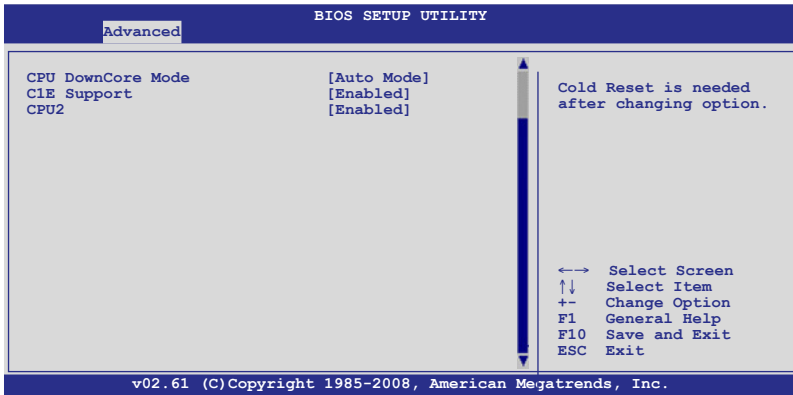 BIOS SETUP UTILITY
Advanced
CPU DownCore Mode [Auto Mode]
C1E Support [Enabled]
CPU2 [Enabled]
Cold Reset is needed
after changing option.
←→ Select Screen
↑↓ Select Item
+- Change Option
F1 General Help
F10 Save and Exit
ESC Exit
v02.61 (C)Copyright 1985-2008, American Megatrends, Inc.